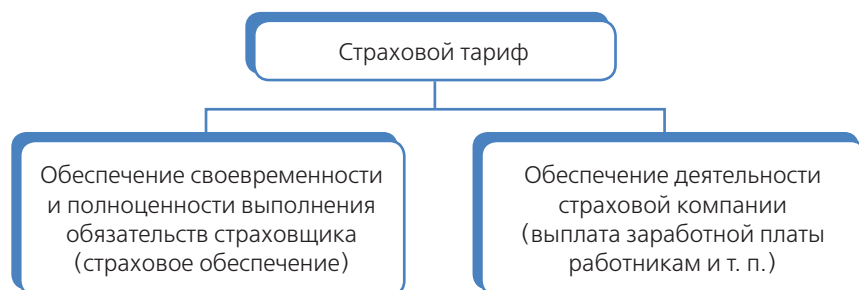 Страховой тариф
Обеспечение своевременности
и полноценности выполнения
обязательств страховщика
(страховое обеспечение)
Обеспечение деятельности
страховой компании
(выплата заработной платы
работникам и т. п.)